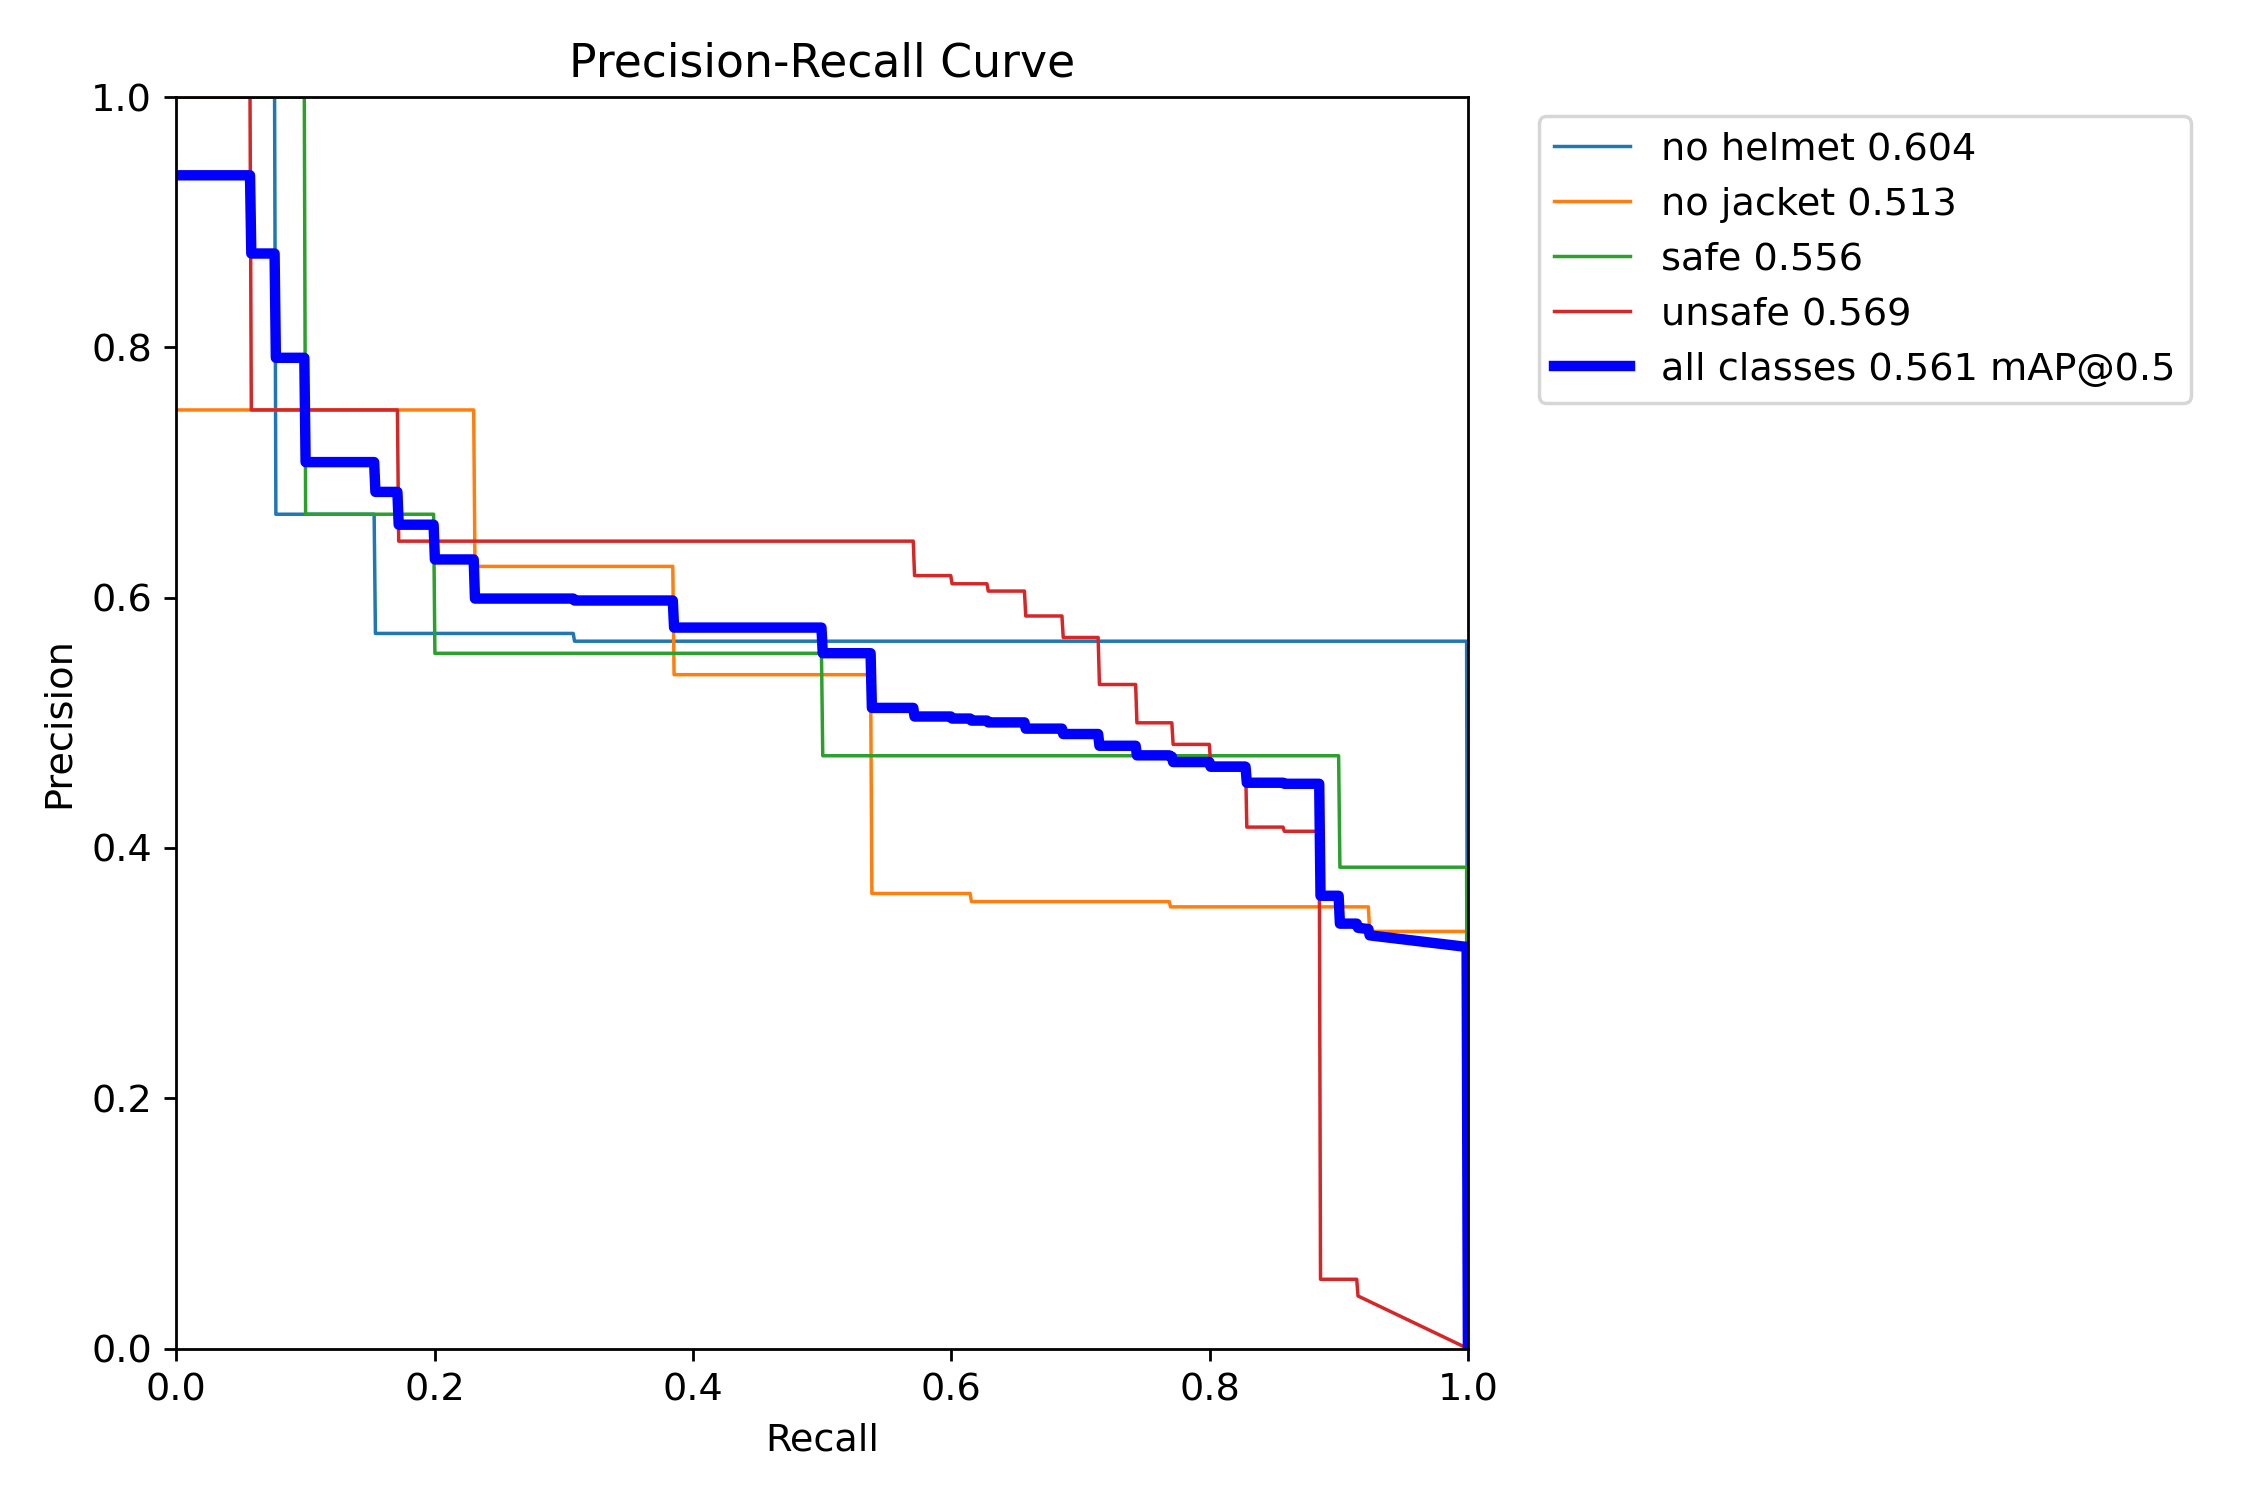 Precision-Recall Curve
1.0
0.8
0.6
0.4
0.2
0.0
Precision
0.0 0.2 0.4 0.6 0.8 1.0
Recall
no helmet 0.604
no jacket 0.513
safe 0.556
unsafe 0.569
all classes 0.561 mAP@0.5